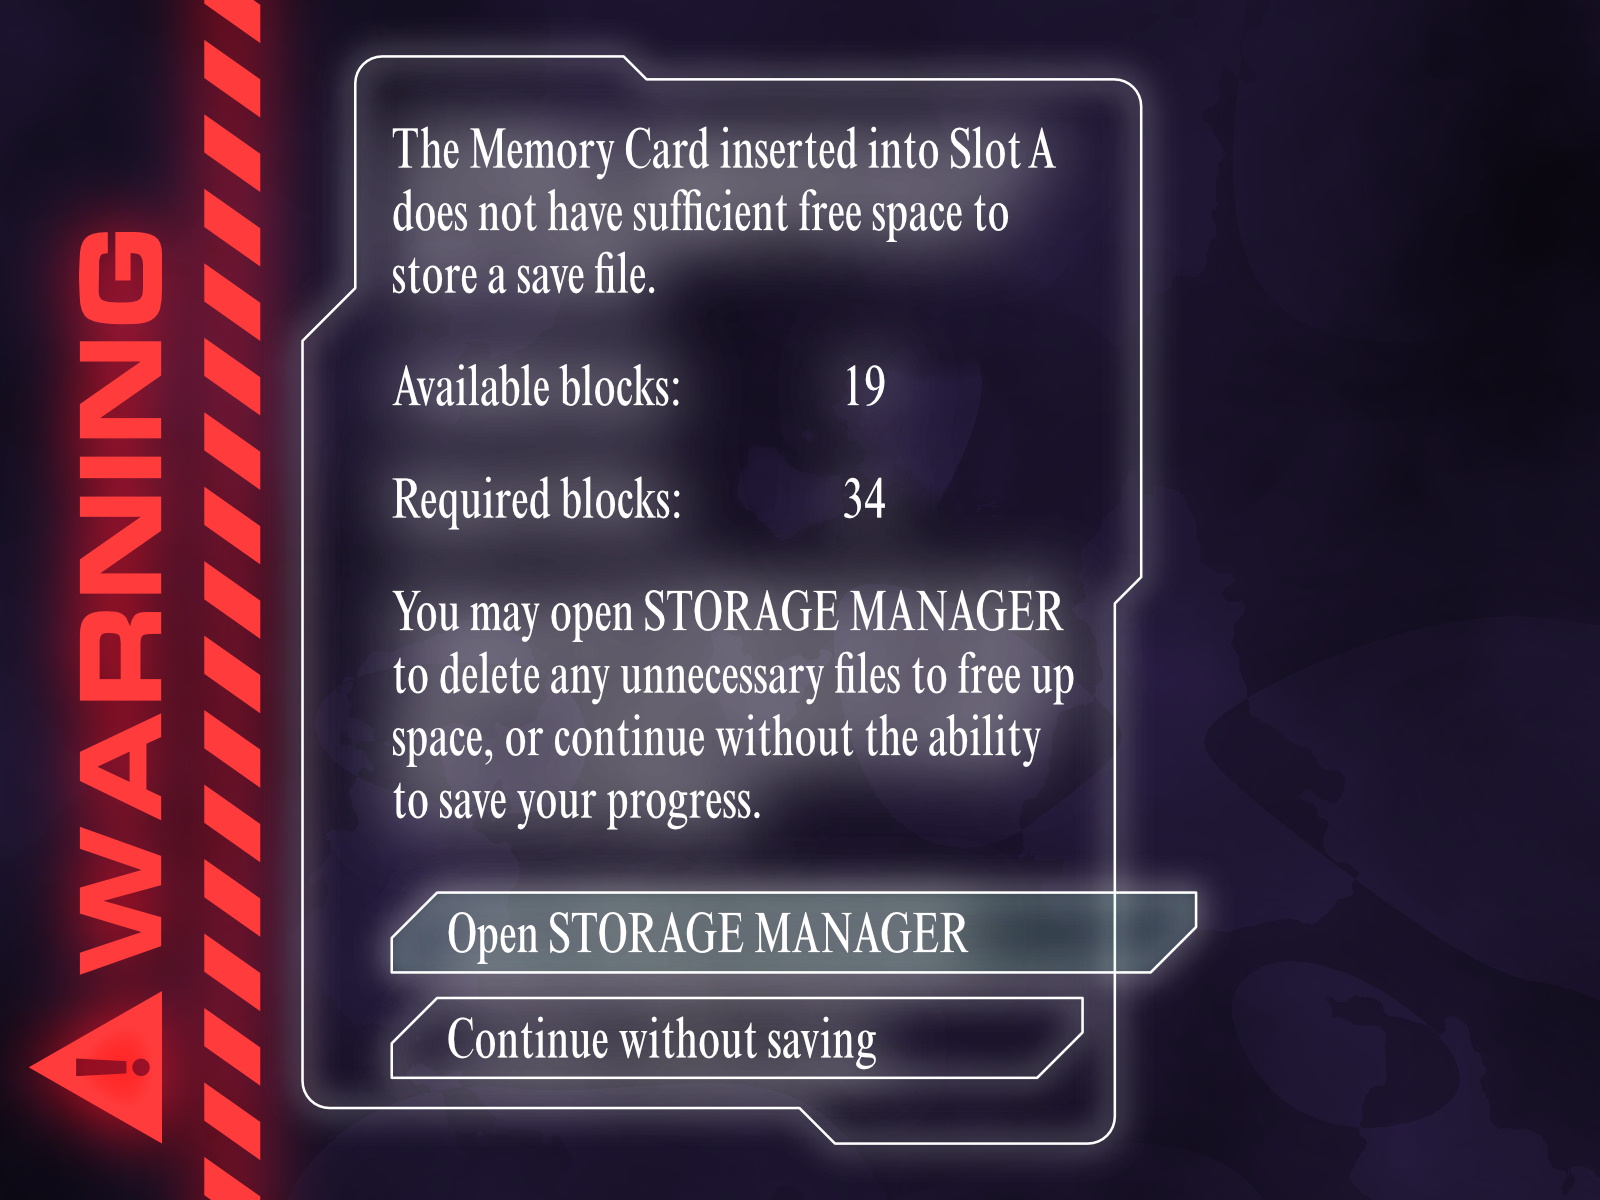 WARNING
The Memory Card inserted into Slot A
does not have sufficient free space to
store a save file.
Available blocks: 19
Required blocks: 34
You may open STORAGE MANAGER
to delete any unnecessary files to free up
space, or continue without the ability
to save your progress.
Open STORAGE MANAGER
Continue without saving